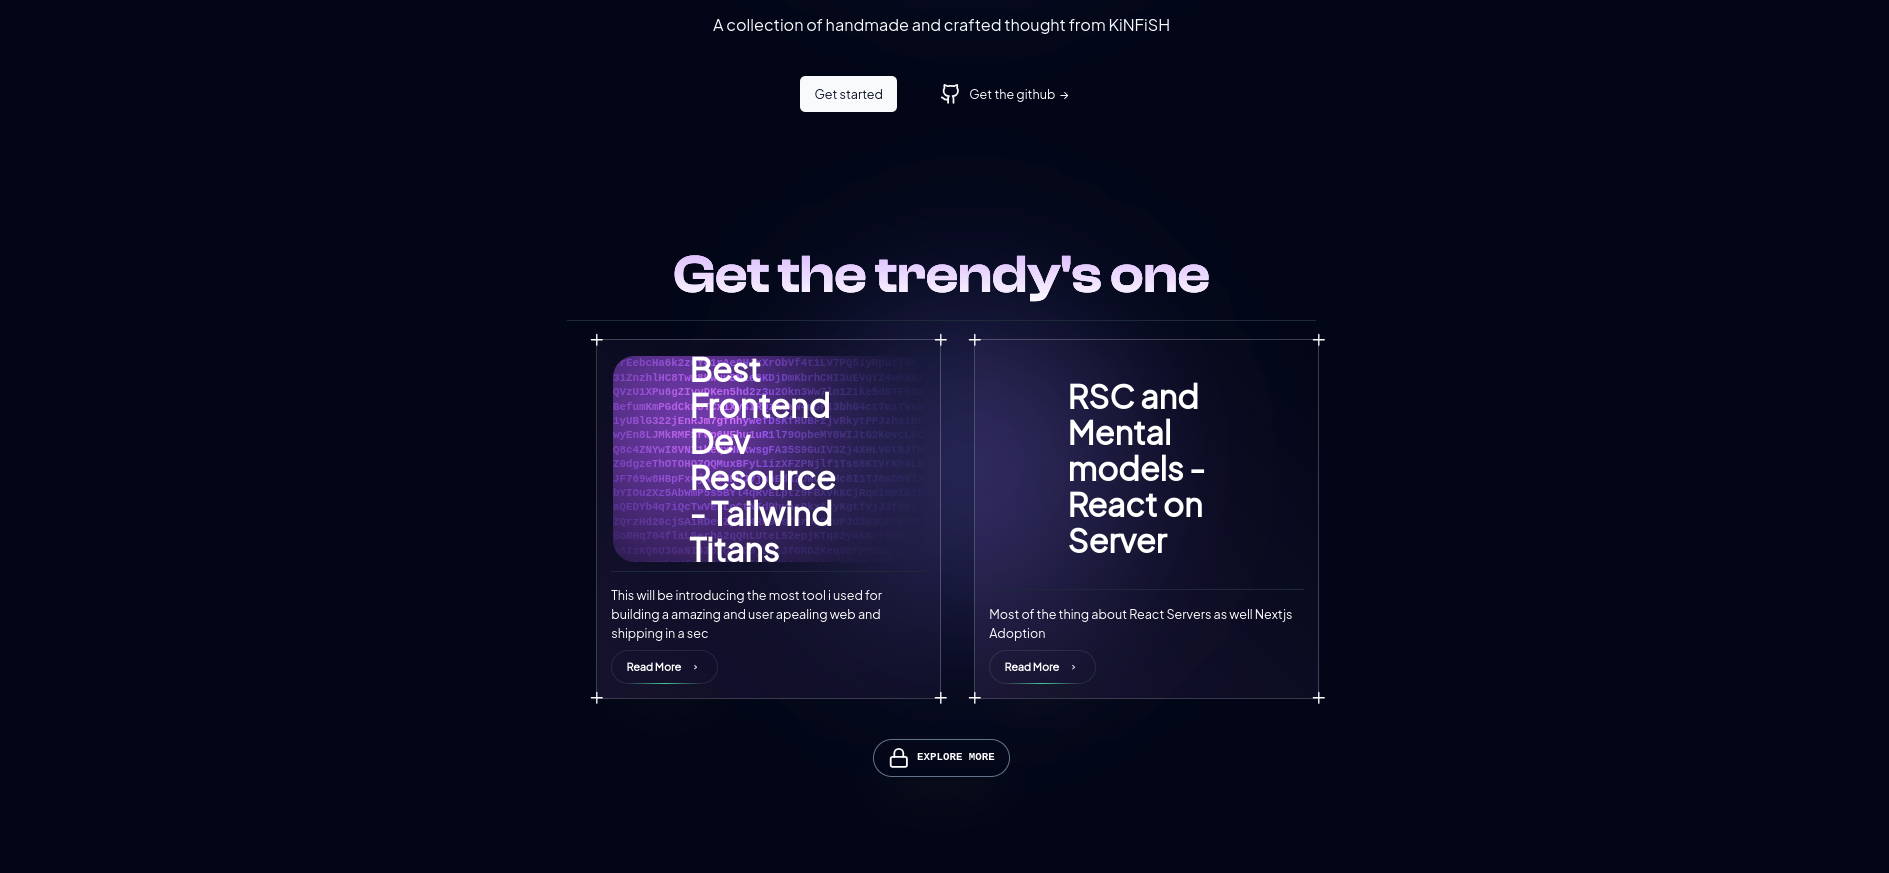 A collection of handmade and crafted thought from KiNFiSH
Get started
Get the github →
Get the trendy's one
Best
Frontend
Dev
Resource
- Tailwind
Titans
This will be introducing the most tool i used for
building a amazing and user apealing web and
shipping in a sec
Read More ›
RSC and
Mental
models -
React on
Server
Most of the thing about React Servers as well Nextjs
Adoption
Read More ›
EXPLORE MORE